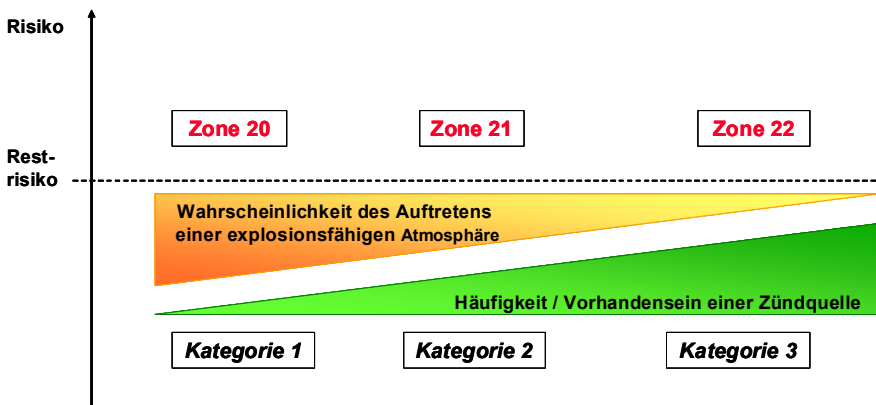 Risiko
Zone 20
Zone 21
Zone 22
Rest-
risiko
Wahrscheinlichkeit des Auftretens
einer explosionsfähigen Atmosphäre
Häufigkeit / Vorhandensein einer Zündquelle
Kategorie 1
Kategorie 2
Kategorie 3